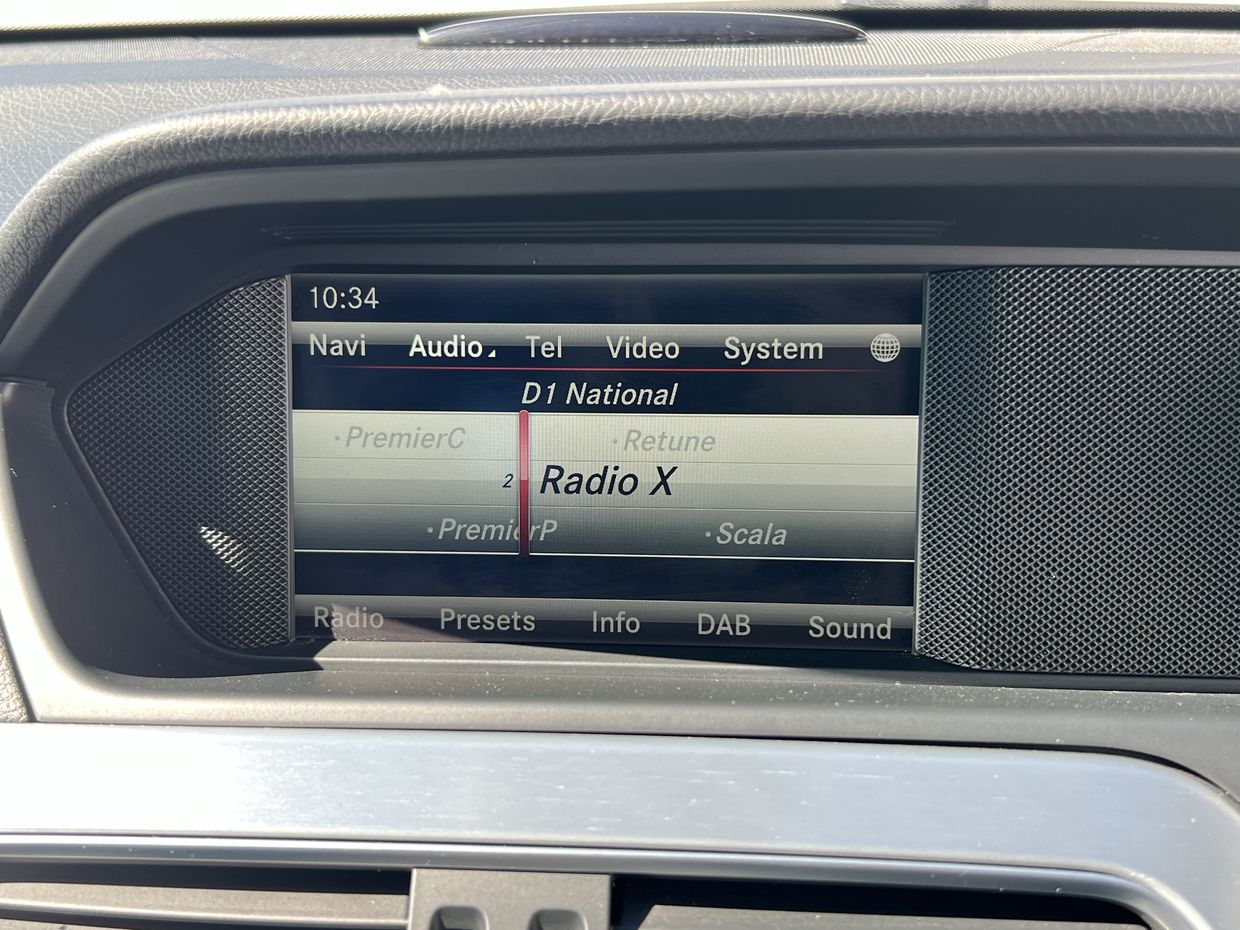 10:34
Navi Audio Tel Video System
D1 National
·PremierC ·Retune
2 Radio X
·PremierP ·Scala
Radio Presets Info DAB Sound